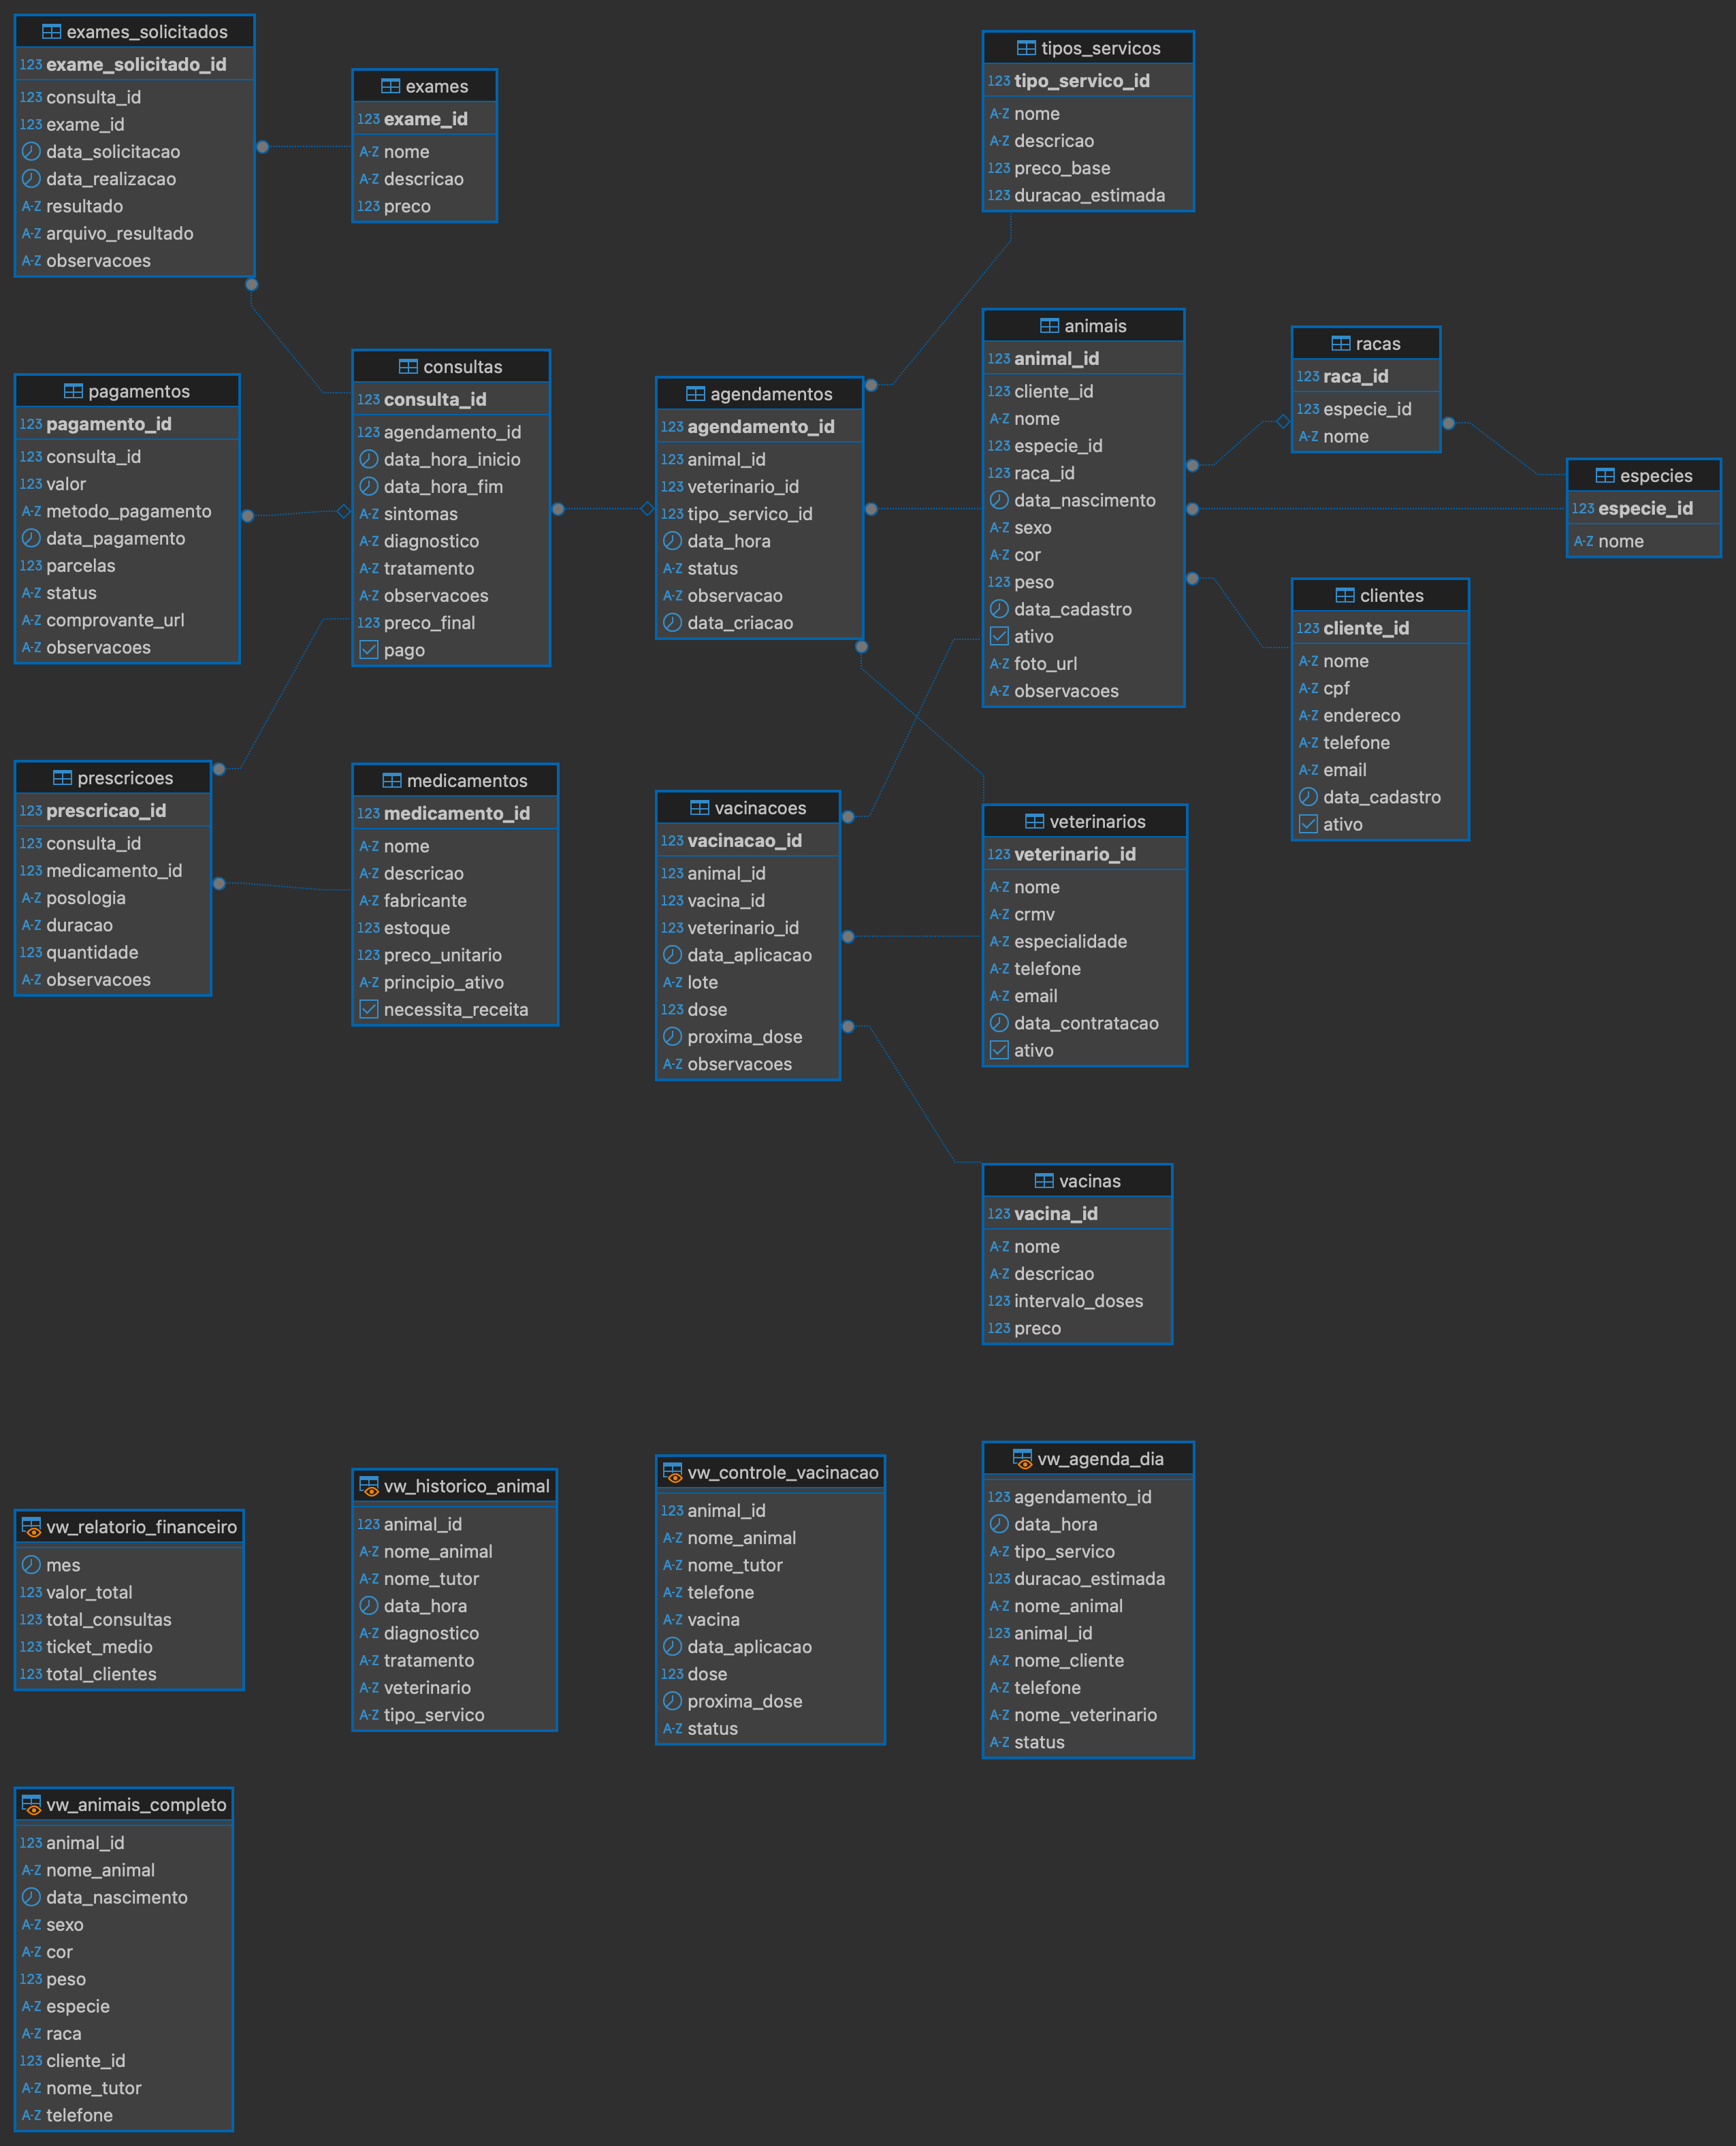 exames_solicitados
123 exame_solicitado_id
123 consulta_id
123 exame_id
data_solicitacao
data_realizacao
A-Z resultado
A-Z arquivo_resultado
A-Z observacoes
exames
123 exame_id
A-Z nome
A-Z descricao
123 preco
tipos_servicos
123 tipo_servico_id
A-Z nome
A-Z descricao
123 preco_base
123 duracao_estimada
pagamentos
123 pagamento_id
123 consulta_id
123 valor
A-Z metodo_pagamento
data_pagamento
123 parcelas
A-Z status
A-Z comprovante_url
A-Z observacoes
consultas
123 consulta_id
123 agendamento_id
data_hora_inicio
data_hora_fim
A-Z sintomas
A-Z diagnostico
A-Z tratamento
A-Z observacoes
123 preco_final
pago
agendamentos
123 agendamento_id
123 animal_id
123 veterinario_id
123 tipo_servico_id
data_hora
A-Z status
A-Z observacao
data_criacao
animais
123 animal_id
123 cliente_id
A-Z nome
123 especie_id
123 raca_id
data_nascimento
A-Z sexo
A-Z cor
123 peso
data_cadastro
ativo
A-Z foto_url
A-Z observacoes
racas
123 raca_id
123 especie_id
A-Z nome
especies
123 especie_id
A-Z nome
clientes
123 cliente_id
A-Z nome
A-Z cpf
A-Z endereco
A-Z telefone
A-Z email
data_cadastro
ativo
prescricoes
123 prescricao_id
123 consulta_id
123 medicamento_id
A-Z posologia
A-Z duracao
123 quantidade
A-Z observacoes
medicamentos
123 medicamento_id
A-Z nome
A-Z descricao
A-Z fabricante
123 estoque
123 preco_unitario
A-Z principio_ativo
necessita_receita
vacinacoes
123 vacinacao_id
123 animal_id
123 vacina_id
123 veterinario_id
data_aplicacao
A-Z lote
123 dose
proxima_dose
A-Z observacoes
veterinarios
123 veterinario_id
A-Z nome
A-Z crmv
A-Z especialidade
A-Z telefone
A-Z email
data_contratacao
ativo
vacinas
123 vacina_id
A-Z nome
A-Z descricao
123 intervalo_doses
123 preco
vw_relatorio_financeiro
mes
123 valor_total
123 total_consultas
123 ticket_medio
123 total_clientes
vw_historico_animal
123 animal_id
A-Z nome_animal
A-Z nome_tutor
data_hora
A-Z diagnostico
A-Z tratamento
A-Z veterinario
A-Z tipo_servico
vw_controle_vacinacao
123 animal_id
A-Z nome_animal
A-Z nome_tutor
A-Z telefone
A-Z vacina
data_aplicacao
123 dose
proxima_dose
A-Z status
vw_agenda_dia
123 agendamento_id
data_hora
A-Z tipo_servico
123 duracao_estimada
A-Z nome_animal
123 animal_id
A-Z nome_cliente
A-Z telefone
A-Z nome_veterinario
A-Z status
vw_animais_completo
123 animal_id
A-Z nome_animal
data_nascimento
A-Z sexo
A-Z cor
123 peso
A-Z especie
A-Z raca
123 cliente_id
A-Z nome_tutor
A-Z telefone